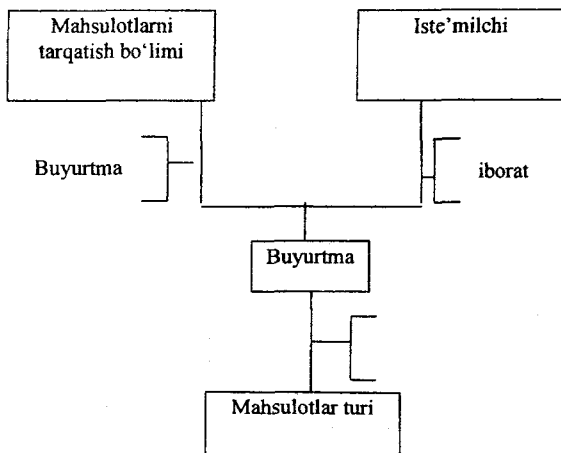 Mahsulotlarni
tarqatish bo‘limi
Iste’milchi
Buyurtma
iborat
Buyurtma
Mahsulotlar turi